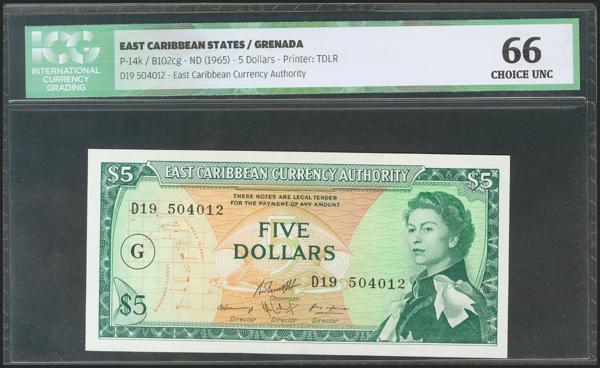 ICG
INTERNATIONAL
CURRENCY
GRADING
EAST CARIBBEAN STATES / GRENADA
P-14k / B102cg - ND (1965) - 5 Dollars - Printer: TDLR
D19 504012 - East Caribbean Currency Authority
66
CHOICE UNC
$5
EAST CARIBBEAN CURRENCY AUTHORITY
$5
THESE NOTES ARE LEGAL TENDER
FOR THE PAYMENT OF ANY AMOUNT
D19 504012
FIVE
DOLLARS
G
D19 504012
$5
Chairman
Director
Director
Director